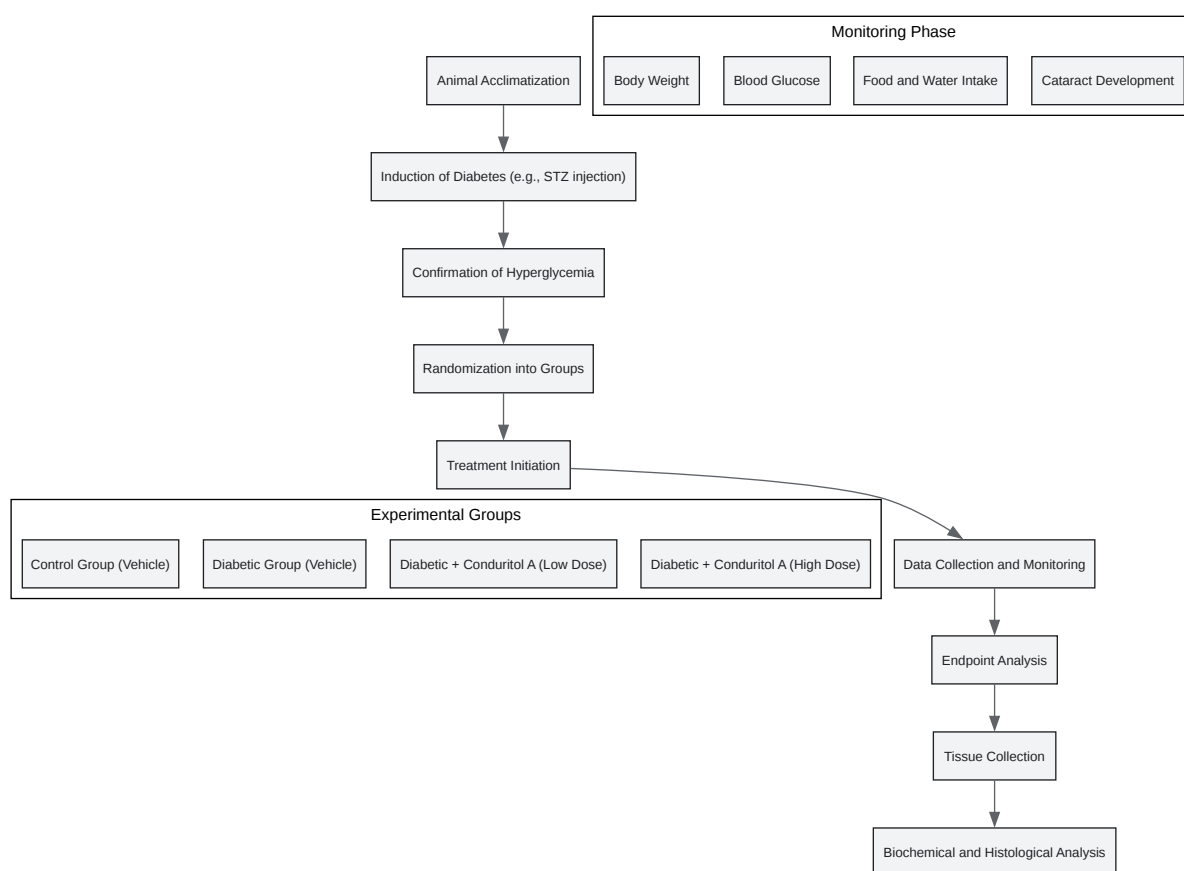 Monitoring Phase
Animal Acclimatization
Body Weight
Blood Glucose
Food and Water Intake
Cataract Development
Induction of Diabetes (e.g., STZ injection)
Confirmation of Hyperglycemia
Randomization into Groups
Treatment Initiation
Experimental Groups
Control Group (Vehicle)
Diabetic Group (Vehicle)
Diabetic + Conduritol A (Low Dose)
Diabetic + Conduritol A (High Dose)
Data Collection and Monitoring
Endpoint Analysis
Tissue Collection
Biochemical and Histological Analysis